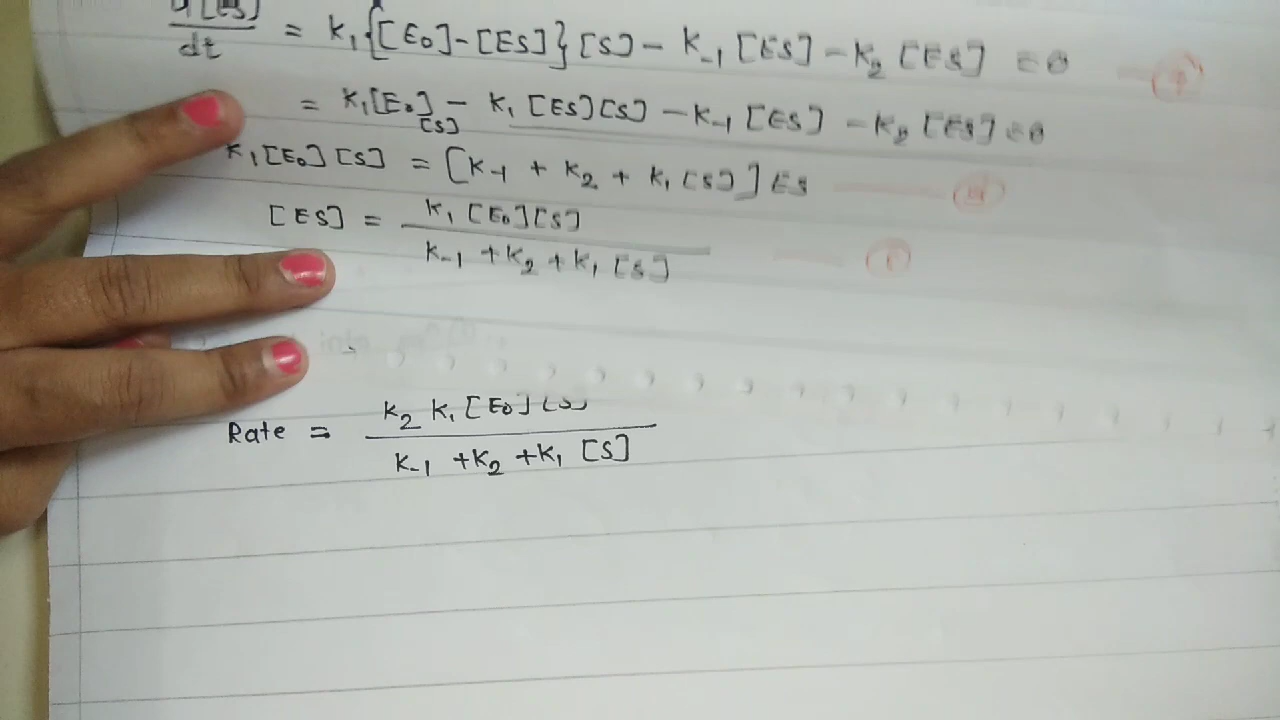 d[ES]/dt = K₁{[E₀]-[ES]}[S] - K₋₁[ES] - K₂[ES] = 0
= K₁[E₀][S] - K₁[ES][S] - K₋₁[ES] - K₂[ES] = 0
K₁[E₀][S] = [K₋₁ + K₂ + K₁[S]] ES
[ES] = K₁[E₀][S] / K₋₁ + K₂ + K₁[S]
Rate = K₂ K₁[E₀][S] / K₋₁ + K₂ + K₁[S]